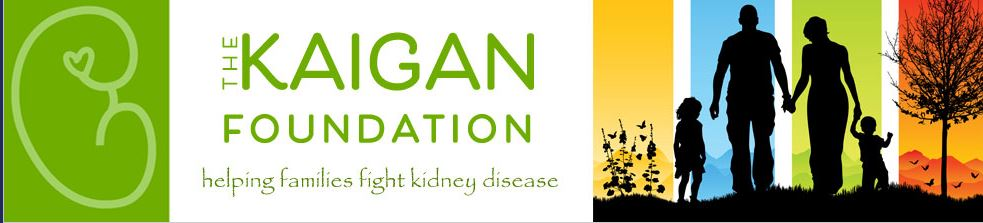 THE KAIGAN
FOUNDATION
helping families fight kidney disease